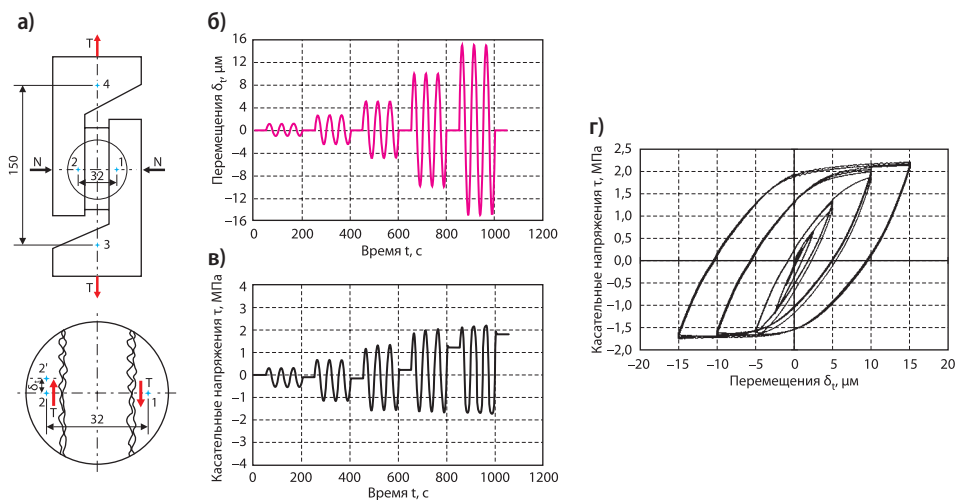 а)
T
4
150
N
2
1
N
32
3
T
2′
δt
2
T
T
1
32
б)
Перемещения δt, µм
16
12
8
4
0
−4
−8
−12
−16
0 200 400 600 800 1000 1200
Время t, с
в)
Касательные напряжения τ, МПа
4
3
2
1
0
−1
−2
−3
−4
0 200 400 600 800 1000 1200
Время t, с
г)
Касательные напряжения τ, МПа
2,5
2,0
1,5
1,0
0,5
0,0
−0,5
−1,0
−1,5
−2,0
−20 −15 −10 −5 0 5 10 15 20
Перемещения δt, µм